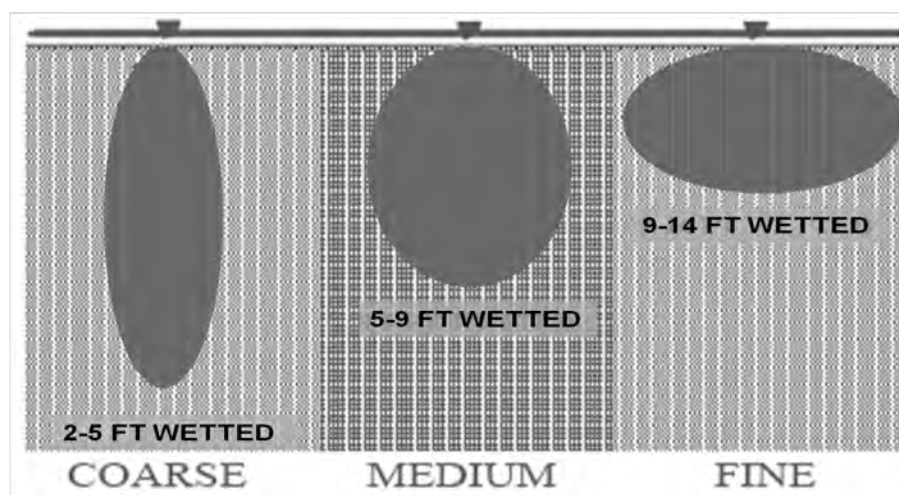 9-14 FT WETTED
5-9 FT WETTED
2-5 FT WETTED
COARSE MEDIUM FINE